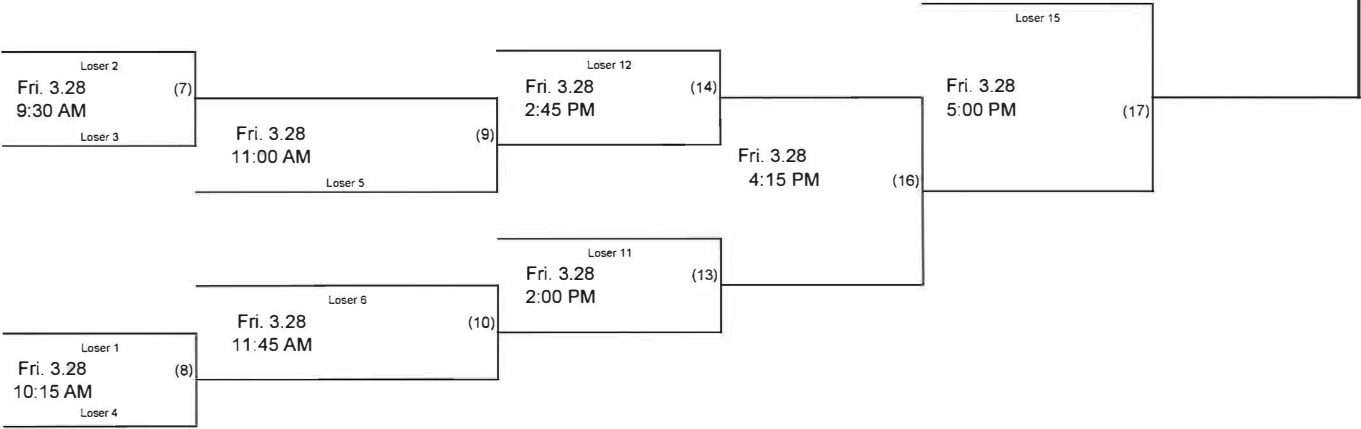 Loser 15
Loser 2
Fri. 3.28
(7)
9:30 AM
Loser 3
Fri. 3.28
(9)
11:00 AM
Loser 5
Loser 12
Fri. 3.28
(14)
2:45 PM
Fri. 3.28
5:00 PM
(17)
Fri. 3.28
4:15 PM
(16)
Loser 11
Fri. 3.28
(13)
2:00 PM
Loser 6
Fri. 3.28
(10)
11:45 AM
Loser 1
Fri. 3.28
(8)
10:15 AM
Loser 4